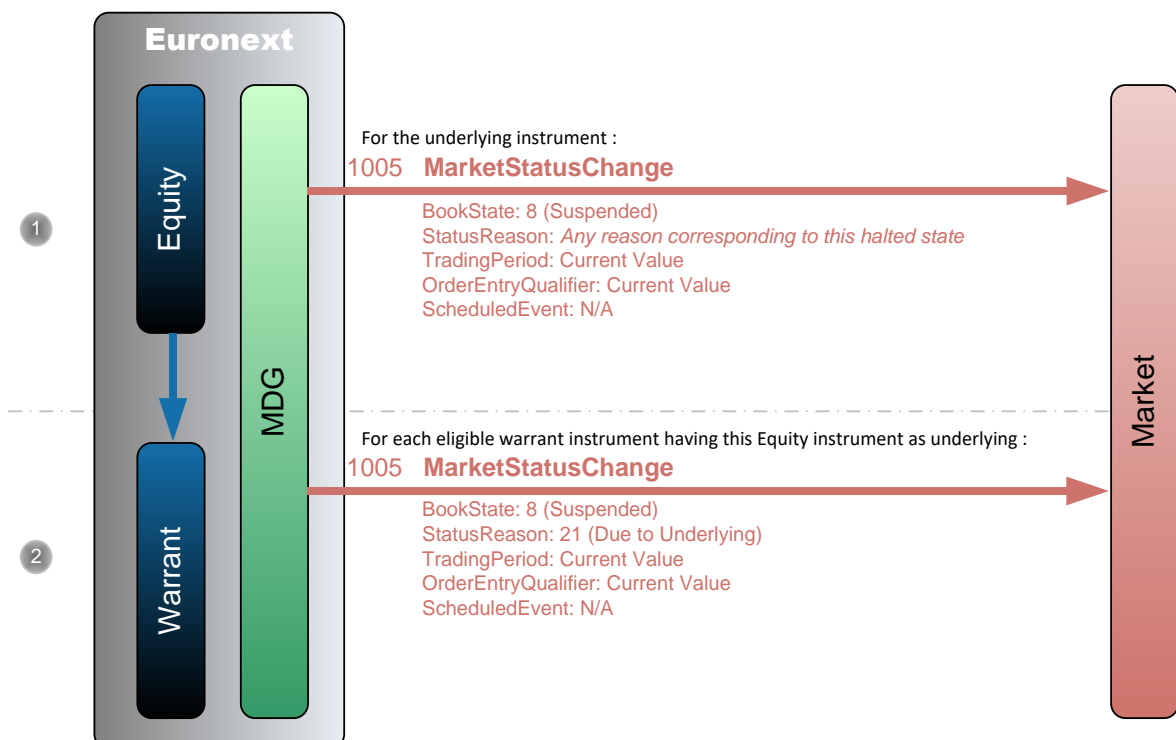 Euronext
Equity
MDG
Warrant
Market
1
For the underlying instrument :
1005 MarketStatusChange
BookState: 8 (Suspended)
StatusReason: Any reason corresponding to this halted state
TradingPeriod: Current Value
OrderEntryQualifier: Current Value
ScheduledEvent: N/A
2
For each eligible warrant instrument having this Equity instrument as underlying :
1005 MarketStatusChange
BookState: 8 (Suspended)
StatusReason: 21 (Due to Underlying)
TradingPeriod: Current Value
OrderEntryQualifier: Current Value
ScheduledEvent: N/A